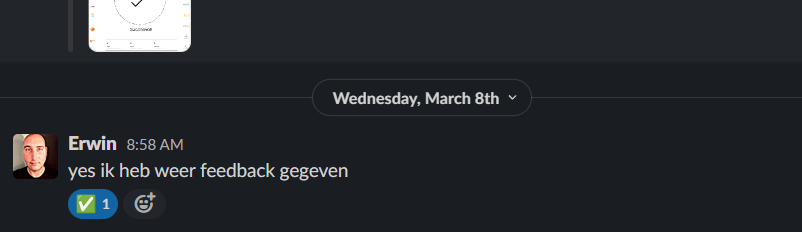 Wednesday, March 8th
Erwin 8:58 AM
yes ik heb weer feedback gegeven
1